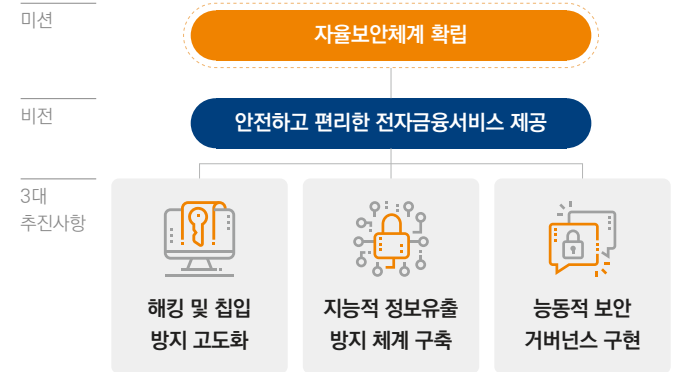 미션
자율보안체계 확립
비전
안전하고 편리한 전자금융서비스 제공
3대
추진사항
해킹 및 칩입
방지 고도화
지능적 정보유출
방지 체계 구축
능동적 보안
거버넌스 구현